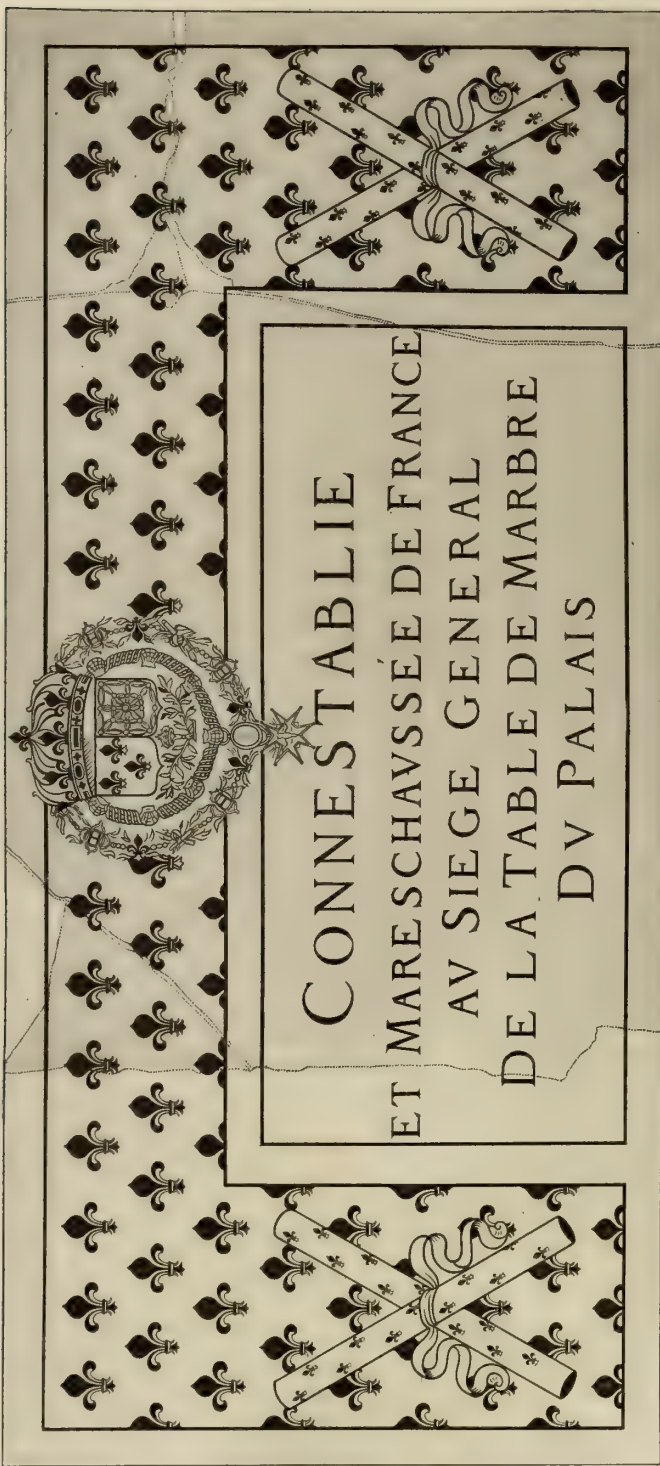 CONNESTABLIE
ET MARESCHAVSSÉE DE FRANCE
AV SIEGE GENERAL
DE LA TABLE DE MARBRE
DV PALAIS